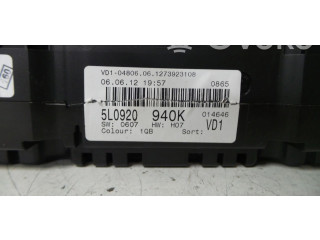 VD1-04806.06.1273923108
06.06.12 19:57 0865
5L0920 940K 014646
SW: 0607 HW: H07 VD1
Colour: 1QB Sort: